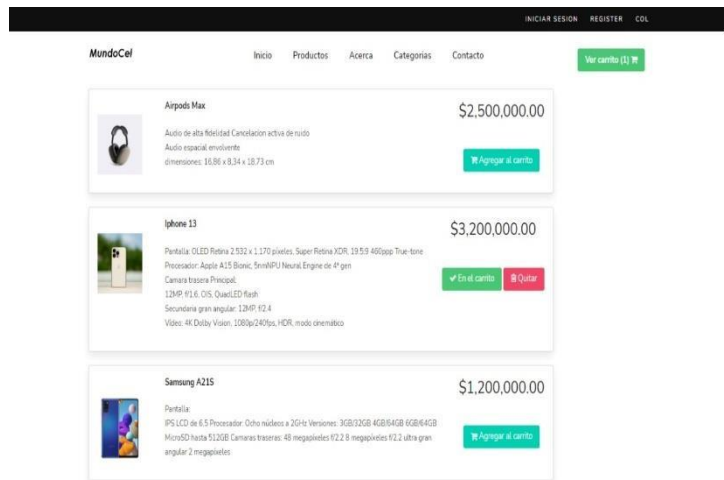 INICIAR SESION REGISTER COL
MundoCel Inicio Productos Acerca Categorias Contacto Ver carrito (1)
Airpods Max
$2,500,000.00
Audio de alta fidelidad Cancelacion activa de ruido
Audio espacial envolvente
dimensiones: 16,86 x 8,34 x 18,73 cm
Agregar al carrito
Iphone 13
$3,200,000.00
Pantalla: OLED Retina 2.532 x 1.170 pixeles, Super Retina XDR, 19.5:9 460ppp True-tone
Procesador: Apple A15 Bionic, 5nmNPU Neural Engine de 4ª gen
Camara trasera Principal:
12MP, f/1.6, OIS, QuadLED flash
Secundaria gran angular: 12MP, f/2.4
Video: 4K Dolby Vision, 1080p/240fps, HDR, modo cinemático
En el carrito Quitar
Samsung A21S
$1,200,000.00
Pantalla:
IPS LCD de 6.5 Procesador: Ocho núcleos a 2GHz Versiones: 3GB/32GB 4GB/64GB 6GB/64GB
MicroSD hasta 512GB Camaras traseras: 48 megapixeles f/2.2 8 megapixeles f/2.2 ultra gran
angular 2 megapixeles
Agregar al carrito